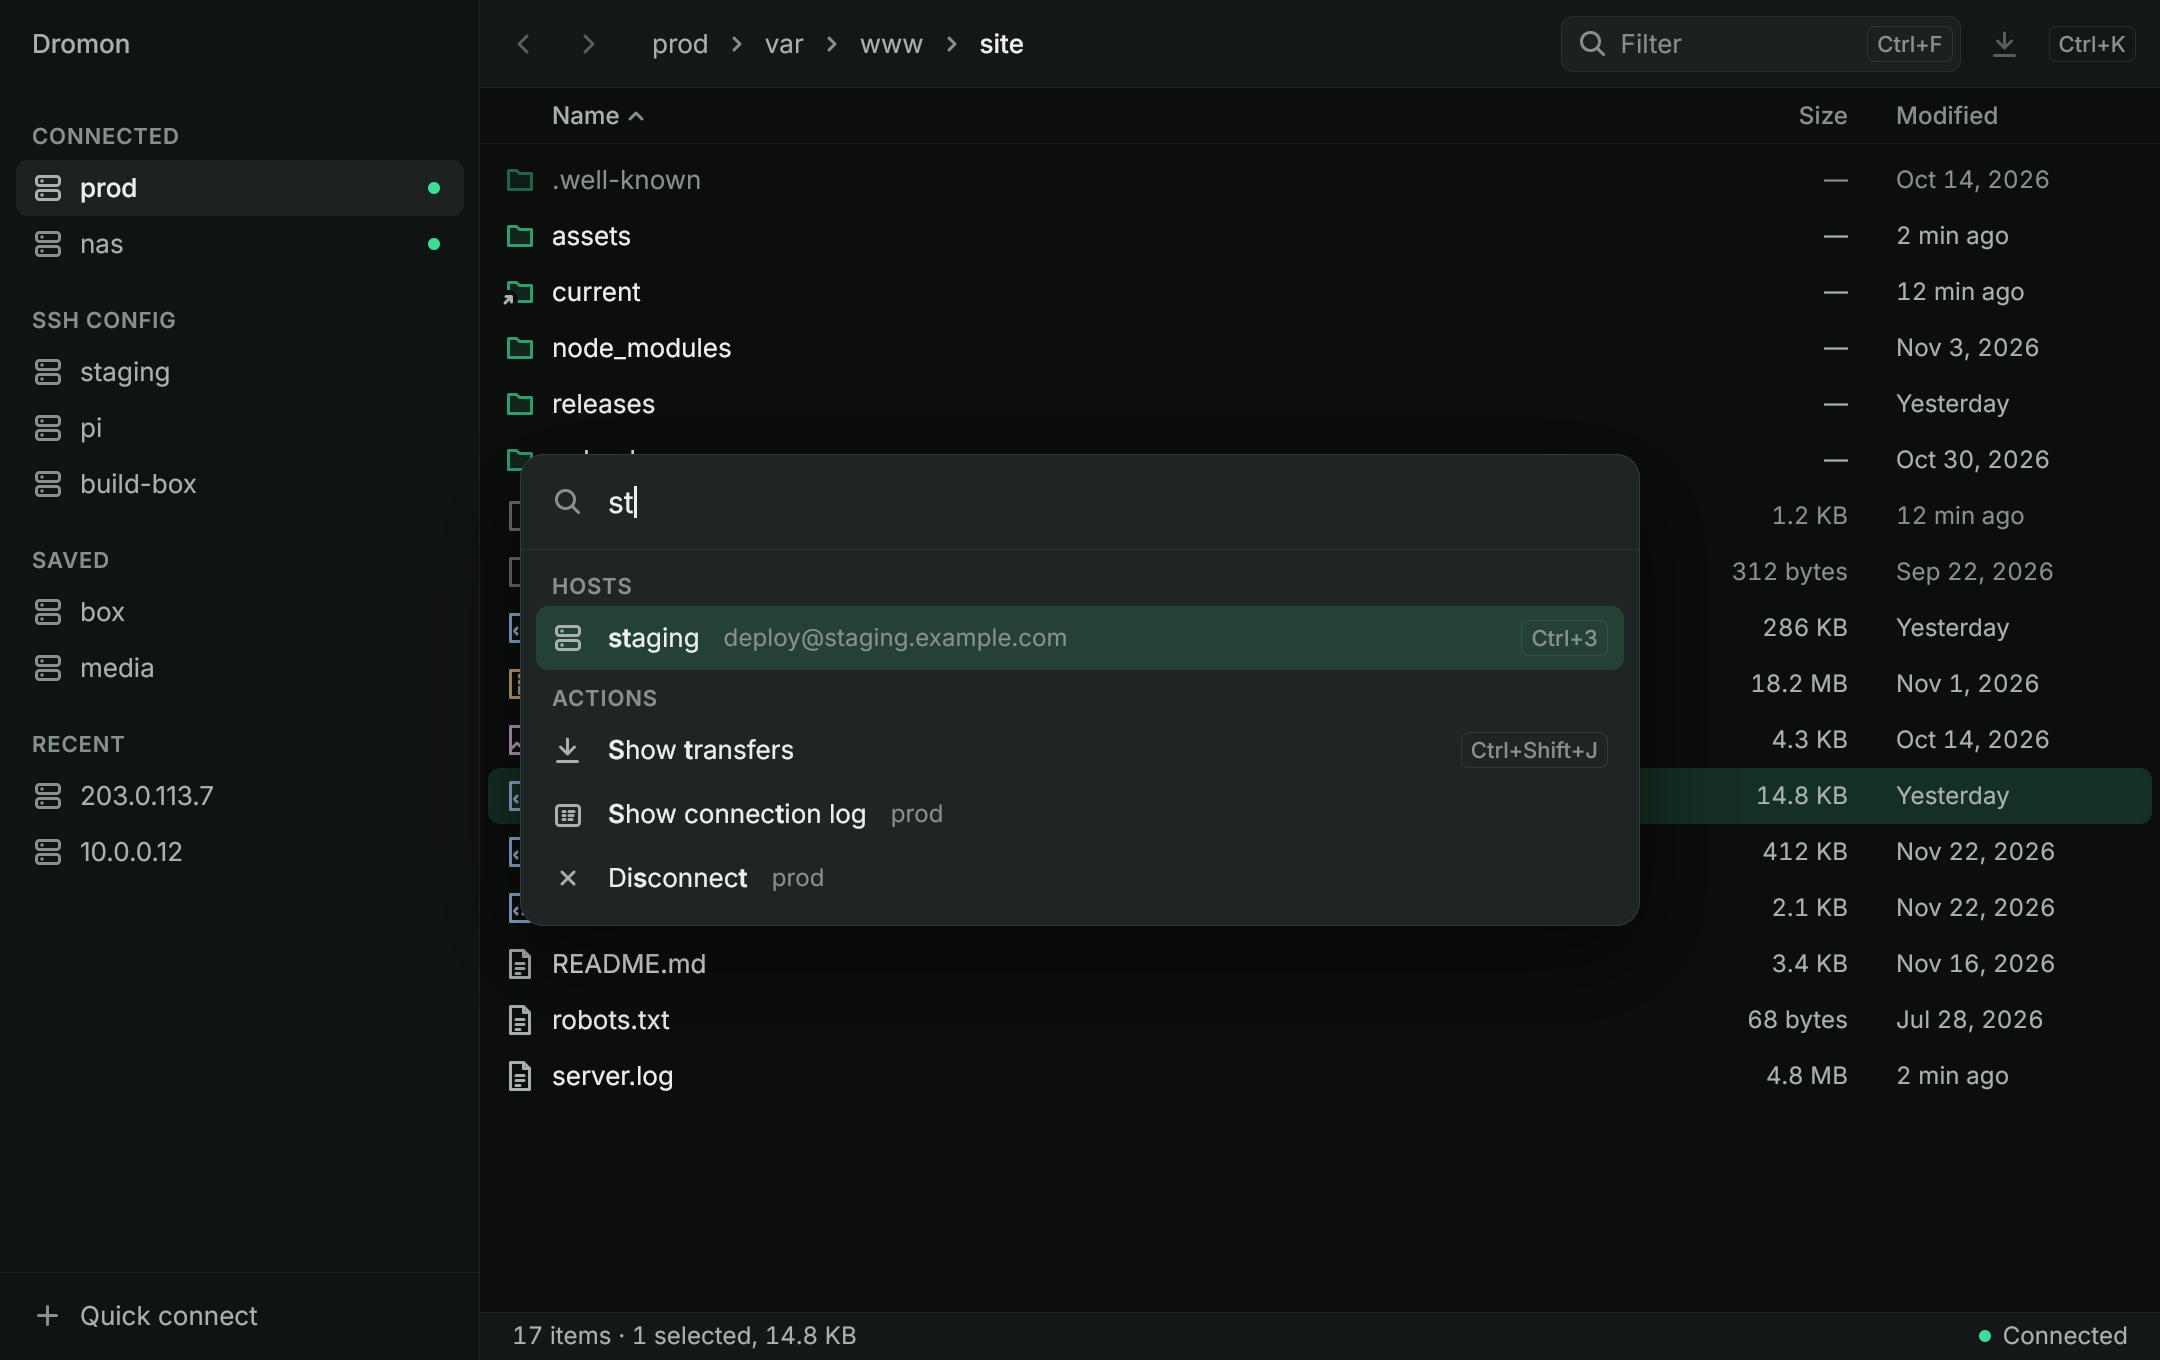 Dromon
CONNECTED
prod
nas
SSH CONFIG
staging
pi
build-box
SAVED
box
media
RECENT
203.0.113.7
10.0.0.12
Quick connect
prod > var > www > site
Filter Ctrl+F
Ctrl+K
Name Size Modified
.well-known — Oct 14, 2026
assets — 2 min ago
current — 12 min ago
node_modules — Nov 3, 2026
releases — Yesterday
— Oct 30, 2026
1.2 KB 12 min ago
312 bytes Sep 22, 2026
286 KB Yesterday
18.2 MB Nov 1, 2026
4.3 KB Oct 14, 2026
14.8 KB Yesterday
412 KB Nov 22, 2026
2.1 KB Nov 22, 2026
README.md 3.4 KB Nov 16, 2026
robots.txt 68 bytes Jul 28, 2026
server.log 4.8 MB 2 min ago
st
HOSTS
staging deploy@staging.example.com Ctrl+3
ACTIONS
Show transfers Ctrl+Shift+J
Show connection log prod
Disconnect prod
17 items · 1 selected, 14.8 KB
Connected